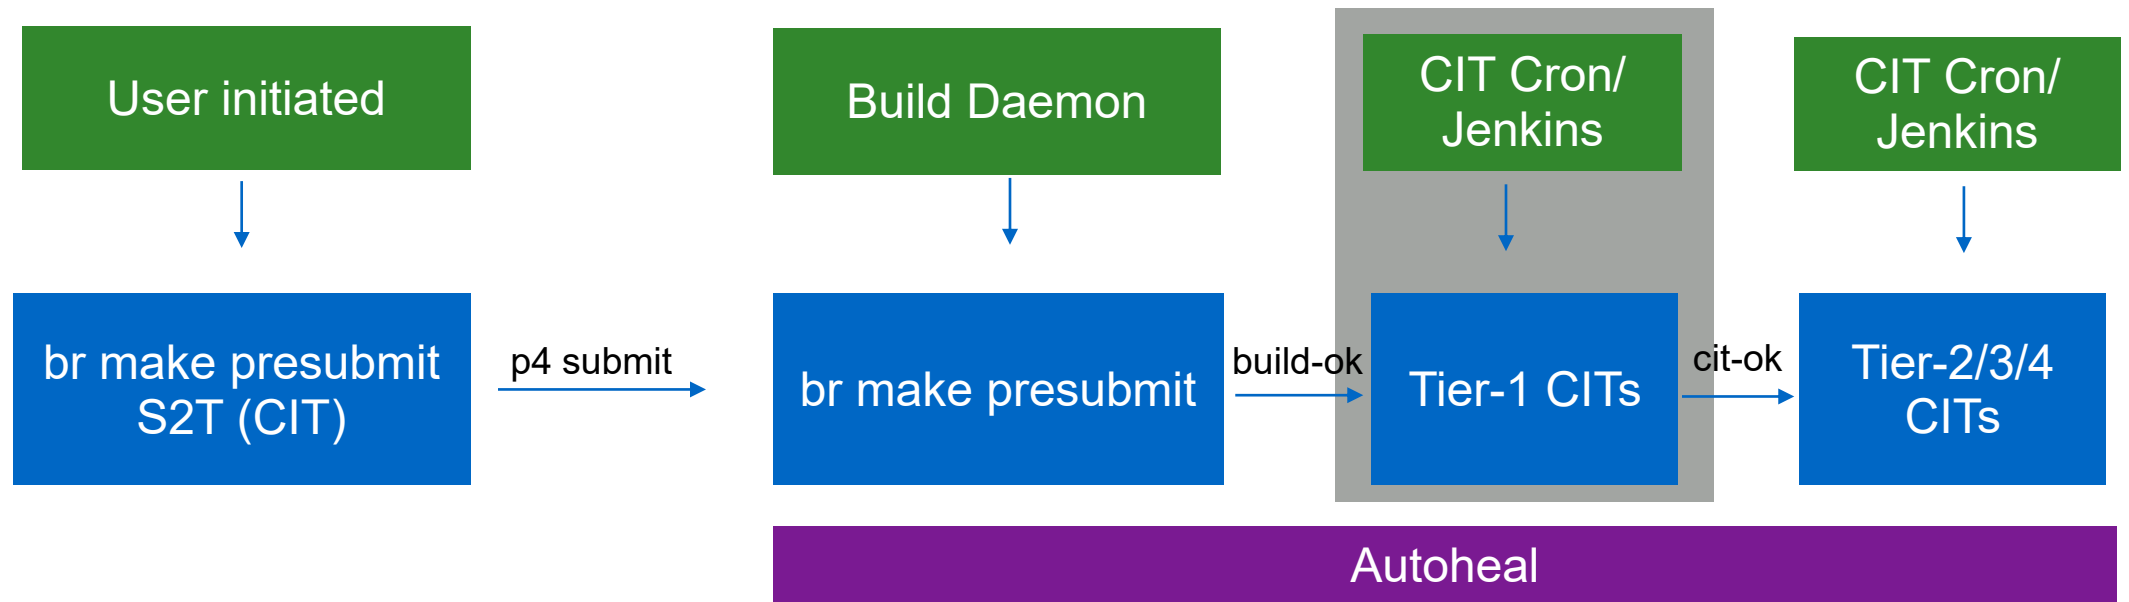 User initiated
Build Daemon
CIT Cron/
Jenkins
CIT Cron/
Jenkins
br make presubmit
S2T (CIT)
p4 submit
br make presubmit
build-ok
Tier-1 CITs
cit-ok
Tier-2/3/4
CITs
Autoheal